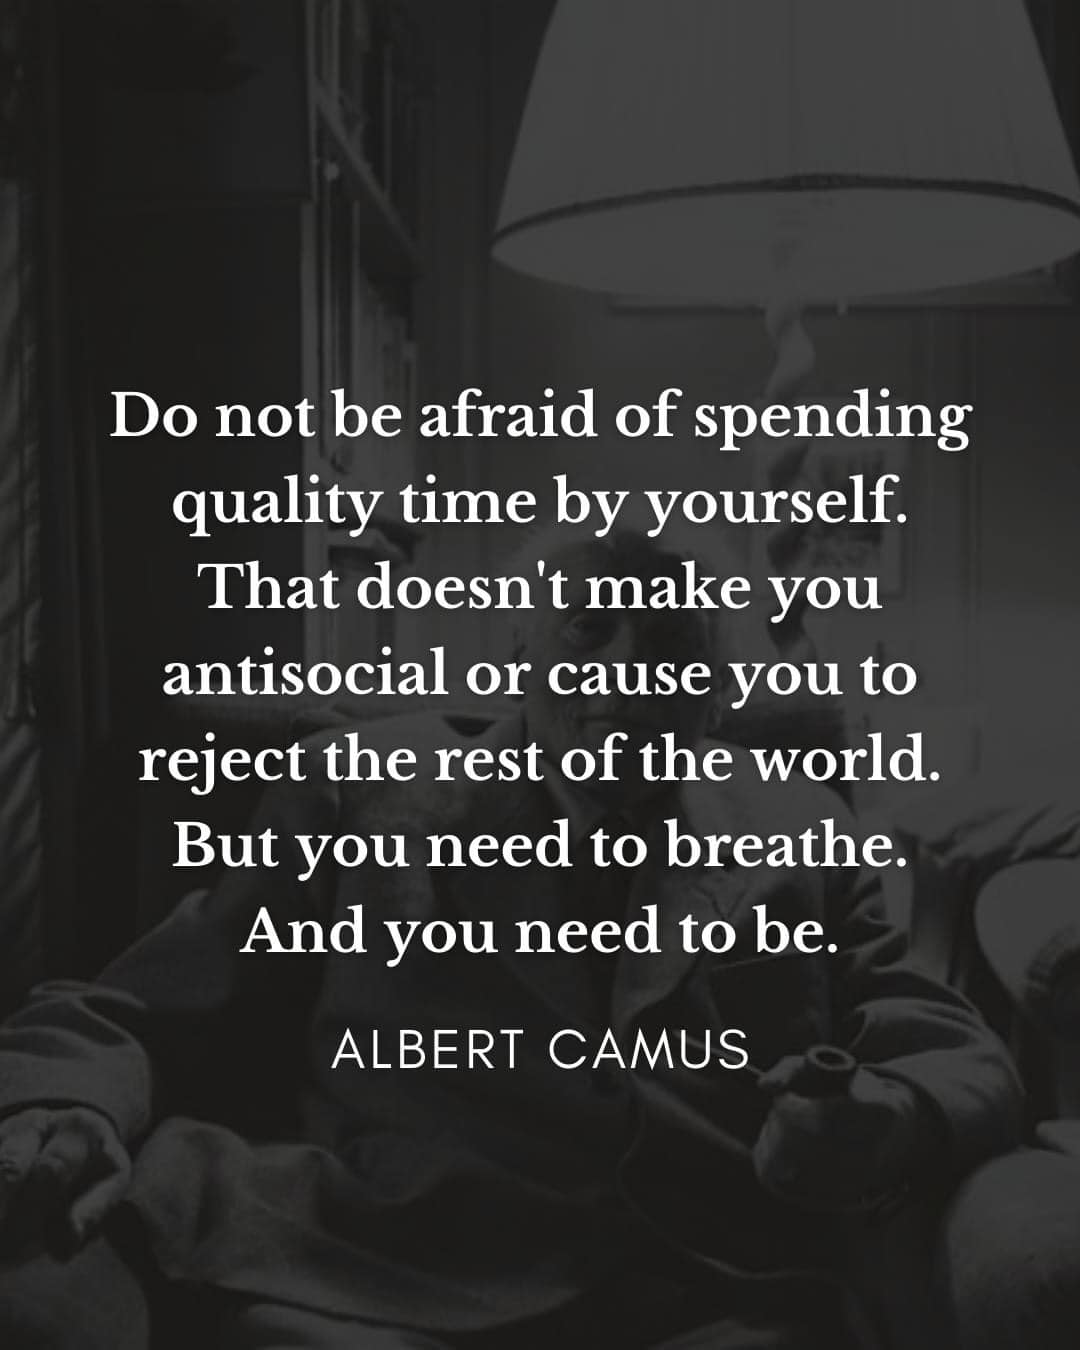 Do not be afraid of spending
quality time by yourself.
That doesn't make you
antisocial or cause you to
reject the rest of the world.
But you need to breathe.
And you need to be.
ALBERT CAMUS